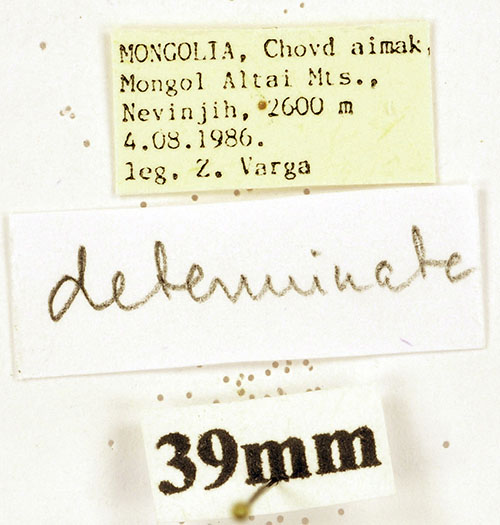 MONGOLIA, Chovd aimak,
Mongol Altai Mts.,
Nevinjih, 2600 m
4.08.1986.
leg. Z. Varga
determinate
39mm